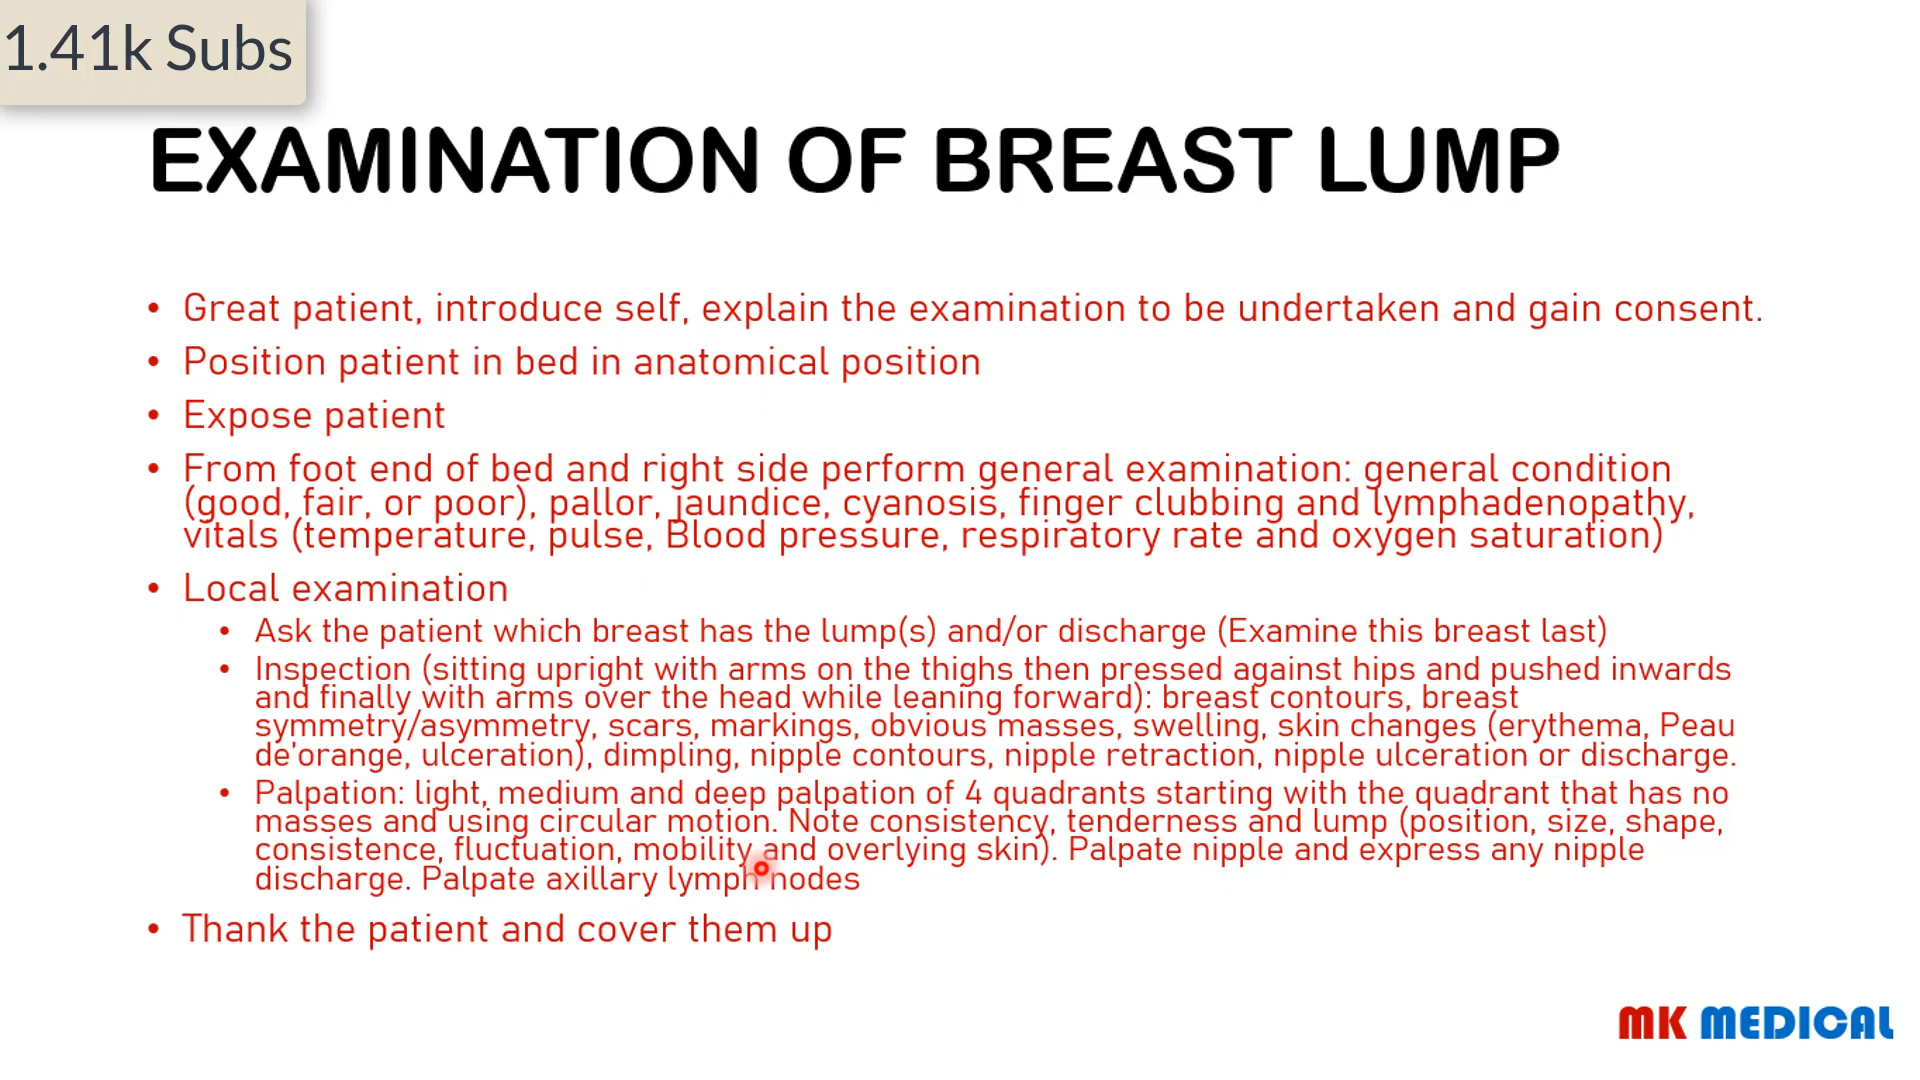 1.41k Subs
EXAMINATION OF BREAST LUMP
• Great patient, introduce self, explain the examination to be undertaken and gain consent.
• Position patient in bed in anatomical position
• Expose patient
• From foot end of bed and right side perform general examination: general condition
(good, fair, or poor), pallor, jaundice, cyanosis, finger clubbing and lymphadenopathy,
vitals (temperature, pulse, Blood pressure, respiratory rate and oxygen saturation)
• Local examination
• Ask the patient which breast has the lump(s) and/or discharge (Examine this breast last)
• Inspection (sitting upright with arms on the thighs then pressed against hips and pushed inwards
and finally with arms over the head while leaning forward): breast contours, breast
symmetry/asymmetry, scars, markings, obvious masses, swelling, skin changes (erythema, Peau
de'orange, ulceration), dimpling, nipple contours, nipple retraction, nipple ulceration or discharge.
• Palpation: light, medium and deep palpation of 4 quadrants starting with the quadrant that has no
masses and using circular motion. Note consistency, tenderness and lump (position, size, shape,
consistence, fluctuation, mobility and overlying skin). Palpate nipple and express any nipple
discharge. Palpate axillary lymph nodes
• Thank the patient and cover them up
MK MEDICAL